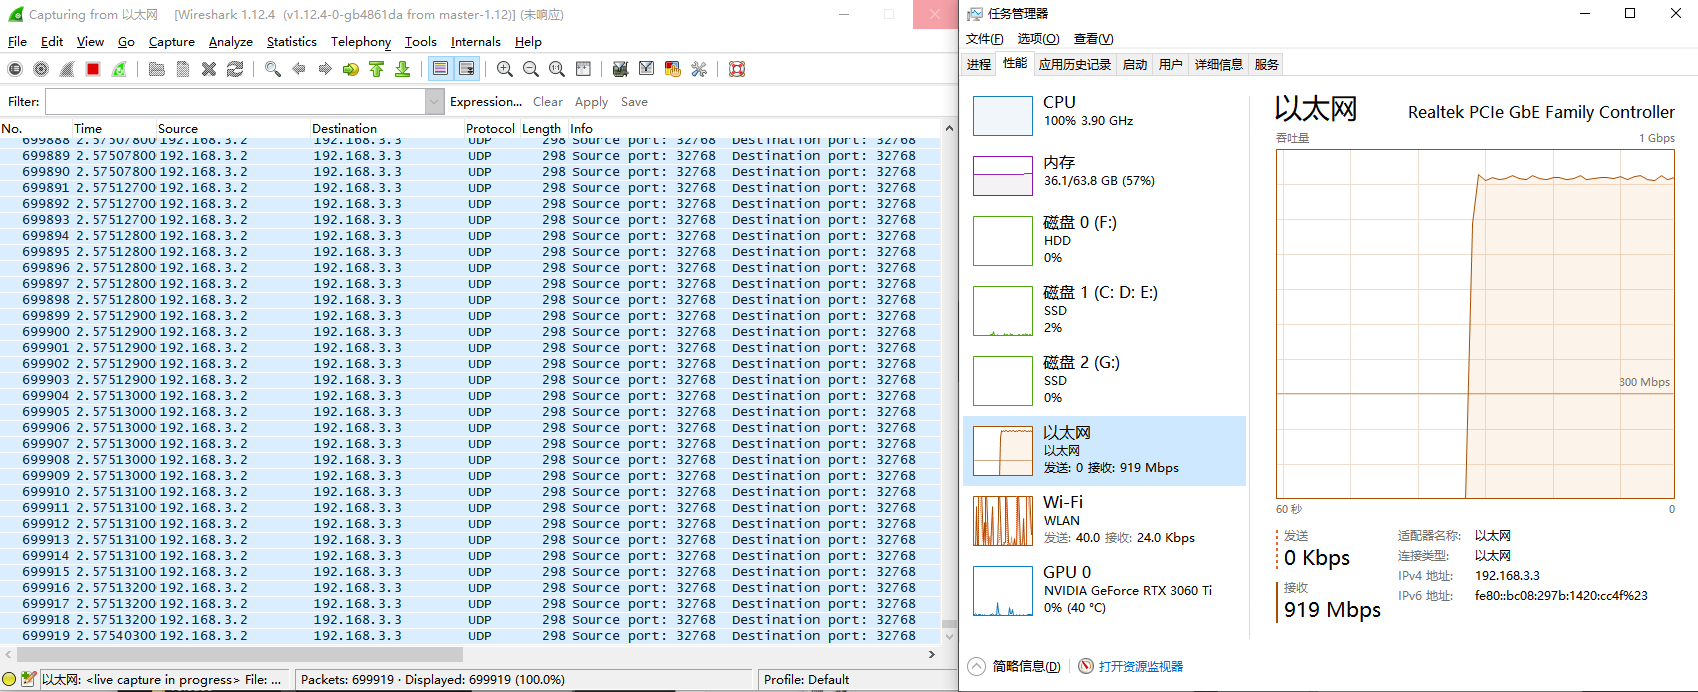 Capturing from 以太网 [Wireshark 1.12.4 (v1.12.4-0-gb4861da from master-1.12)] (未响应)
File Edit View Go Capture Analyze Statistics Telephony Tools Internals Help
Filter: Expression... Clear Apply Save
No. Time Source Destination Protocol Length Info
699888 2.57507800 192.168.3.2 192.168.3.3 UDP 298 Source port: 32768 Destination port: 32768
699889 2.57507800 192.168.3.2 192.168.3.3 UDP 298 Source port: 32768 Destination port: 32768
699890 2.57507800 192.168.3.2 192.168.3.3 UDP 298 Source port: 32768 Destination port: 32768
699891 2.57512700 192.168.3.2 192.168.3.3 UDP 298 Source port: 32768 Destination port: 32768
699892 2.57512700 192.168.3.2 192.168.3.3 UDP 298 Source port: 32768 Destination port: 32768
699893 2.57512700 192.168.3.2 192.168.3.3 UDP 298 Source port: 32768 Destination port: 32768
699894 2.57512800 192.168.3.2 192.168.3.3 UDP 298 Source port: 32768 Destination port: 32768
699895 2.57512800 192.168.3.2 192.168.3.3 UDP 298 Source port: 32768 Destination port: 32768
699896 2.57512800 192.168.3.2 192.168.3.3 UDP 298 Source port: 32768 Destination port: 32768
699897 2.57512800 192.168.3.2 192.168.3.3 UDP 298 Source port: 32768 Destination port: 32768
699898 2.57512800 192.168.3.2 192.168.3.3 UDP 298 Source port: 32768 Destination port: 32768
699899 2.57512900 192.168.3.2 192.168.3.3 UDP 298 Source port: 32768 Destination port: 32768
699900 2.57512900 192.168.3.2 192.168.3.3 UDP 298 Source port: 32768 Destination port: 32768
699901 2.57512900 192.168.3.2 192.168.3.3 UDP 298 Source port: 32768 Destination port: 32768
699902 2.57512900 192.168.3.2 192.168.3.3 UDP 298 Source port: 32768 Destination port: 32768
699903 2.57512900 192.168.3.2 192.168.3.3 UDP 298 Source port: 32768 Destination port: 32768
699904 2.57513000 192.168.3.2 192.168.3.3 UDP 298 Source port: 32768 Destination port: 32768
699905 2.57513000 192.168.3.2 192.168.3.3 UDP 298 Source port: 32768 Destination port: 32768
699906 2.57513000 192.168.3.2 192.168.3.3 UDP 298 Source port: 32768 Destination port: 32768
699907 2.57513000 192.168.3.2 192.168.3.3 UDP 298 Source port: 32768 Destination port: 32768
699908 2.57513000 192.168.3.2 192.168.3.3 UDP 298 Source port: 32768 Destination port: 32768
699909 2.57513000 192.168.3.2 192.168.3.3 UDP 298 Source port: 32768 Destination port: 32768
699910 2.57513100 192.168.3.2 192.168.3.3 UDP 298 Source port: 32768 Destination port: 32768
699911 2.57513100 192.168.3.2 192.168.3.3 UDP 298 Source port: 32768 Destination port: 32768
699912 2.57513100 192.168.3.2 192.168.3.3 UDP 298 Source port: 32768 Destination port: 32768
699913 2.57513100 192.168.3.2 192.168.3.3 UDP 298 Source port: 32768 Destination port: 32768
699914 2.57513100 192.168.3.2 192.168.3.3 UDP 298 Source port: 32768 Destination port: 32768
699915 2.57513100 192.168.3.2 192.168.3.3 UDP 298 Source port: 32768 Destination port: 32768
699916 2.57513200 192.168.3.2 192.168.3.3 UDP 298 Source port: 32768 Destination port: 32768
699917 2.57513200 192.168.3.2 192.168.3.3 UDP 298 Source port: 32768 Destination port: 32768
699918 2.57513200 192.168.3.2 192.168.3.3 UDP 298 Source port: 32768 Destination port: 32768
699919 2.57540300 192.168.3.2 192.168.3.3 UDP 298 Source port: 32768 Destination port: 32768
以太网: <live capture in progress> File: ... Packets: 699919 · Displayed: 699919 (100.0%) Profile: Default
任务管理器
文件(F) 选项(O) 查看(V)
进程 性能 应用历史记录 启动 用户 详细信息 服务
CPU
100% 3.90 GHz
内存
36.1/63.8 GB (57%)
磁盘 0 (F:)
HDD
0%
磁盘 1 (C: D: E:)
SSD
2%
磁盘 2 (G:)
SSD
0%
以太网
以太网
发送: 0 接收: 919 Mbps
Wi-Fi
WLAN
发送: 40.0 接收: 24.0 Kbps
GPU 0
NVIDIA GeForce RTX 3060 Ti
0% (40 °C)
以太网 Realtek PCIe GbE Family Controller
吞吐量 1 Gbps
300 Mbps
60 秒 0
发送
0 Kbps
接收
919 Mbps
适配器名称: 以太网
连接类型: 以太网
IPv4 地址: 192.168.3.3
IPv6 地址: fe80::bc08:297b:1420:cc4f%23
简略信息(D) 打开资源监视器